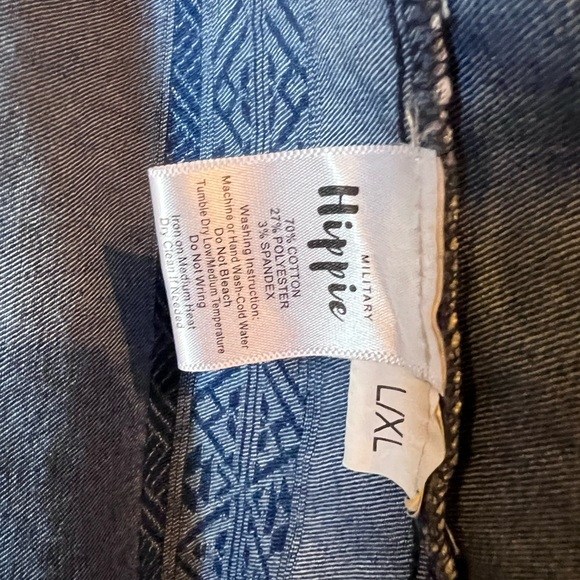 MILITARY
Hippie
70% COTTON
27% POLYESTER
3% SPANDEX
Washing Instruction:
Machine or Hand Wash-Cold Water
Do Not Bleach
Tumble Dry Low/Medium Temperature
Do Not Wring
Iron on Medium Heat
Dry Clean If Needed
L/XL